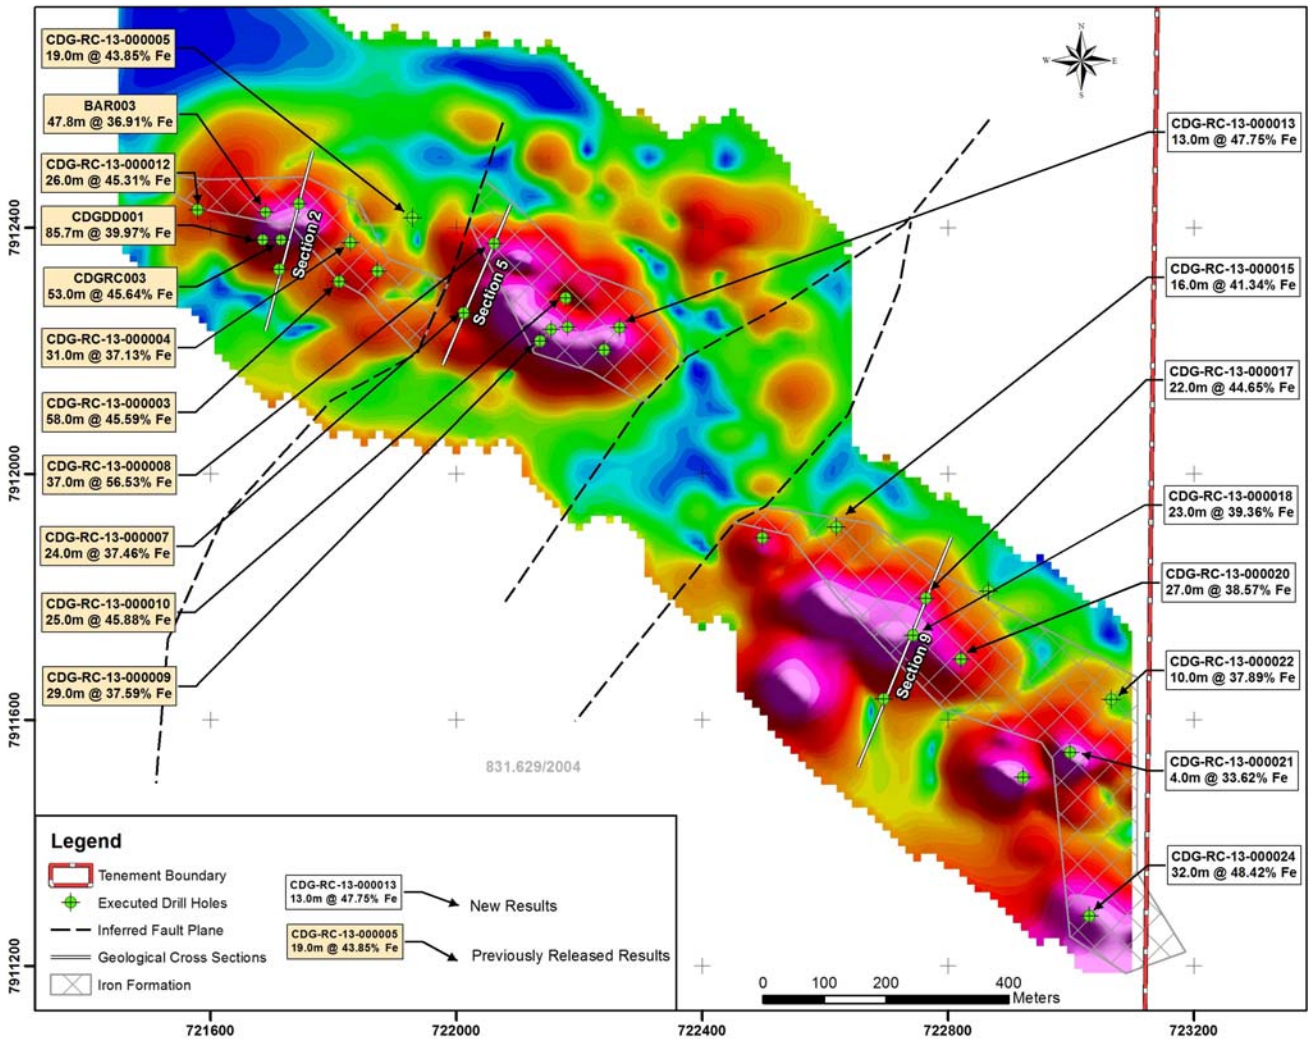 CDG-RC-13-000005
19.0m @ 43.85% Fe
BAR003
47.8m @ 36.91% Fe
CDG-RC-13-000012
26.0m @ 45.31% Fe
CDGDD001
85.7m @ 39.97% Fe
CDGRC003
53.0m @ 45.64% Fe
CDG-RC-13-000004
31.0m @ 37.13% Fe
CDG-RC-13-000003
58.0m @ 45.59% Fe
CDG-RC-13-000008
37.0m @ 56.53% Fe
CDG-RC-13-000007
24.0m @ 37.46% Fe
CDG-RC-13-000010
25.0m @ 45.88% Fe
CDG-RC-13-000009
29.0m @ 37.59% Fe
Section 2
Section 5
Section 9
N
W
E
S
CDG-RC-13-000013
13.0m @ 47.75% Fe
CDG-RC-13-000015
16.0m @ 41.34% Fe
CDG-RC-13-000017
22.0m @ 44.65% Fe
CDG-RC-13-000018
23.0m @ 39.36% Fe
CDG-RC-13-000020
27.0m @ 38.57% Fe
CDG-RC-13-000022
10.0m @ 37.89% Fe
CDG-RC-13-000021
4.0m @ 33.62% Fe
CDG-RC-13-000024
32.0m @ 48.42% Fe
831.629/2004
7912400
7912000
7911600
7911200
Legend
Tenement Boundary
Executed Drill Holes
Inferred Fault Plane
Geological Cross Sections
Iron Formation
CDG-RC-13-000013
13.0m @ 47.75% Fe
New Results
CDG-RC-13-000005
19.0m @ 43.85% Fe
Previously Released Results
0 100 200 400
Meters
721600 722000 722400 722800 723200